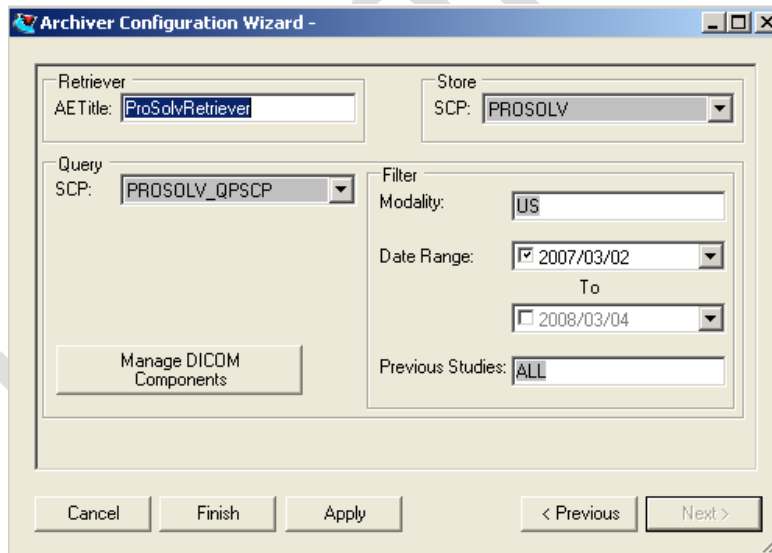 Archiver Configuration Wizard -
Retriever
AETitle: ProSolvRetriever
Store
SCP: PROSOLV
Query
SCP: PROSOLV_QPSCP
Manage DICOM
Components
Filter
Modality: US
Date Range: 2007/03/02
To
2008/03/04
Previous Studies: ALL
Cancel
Finish
Apply
< Previous
Next >